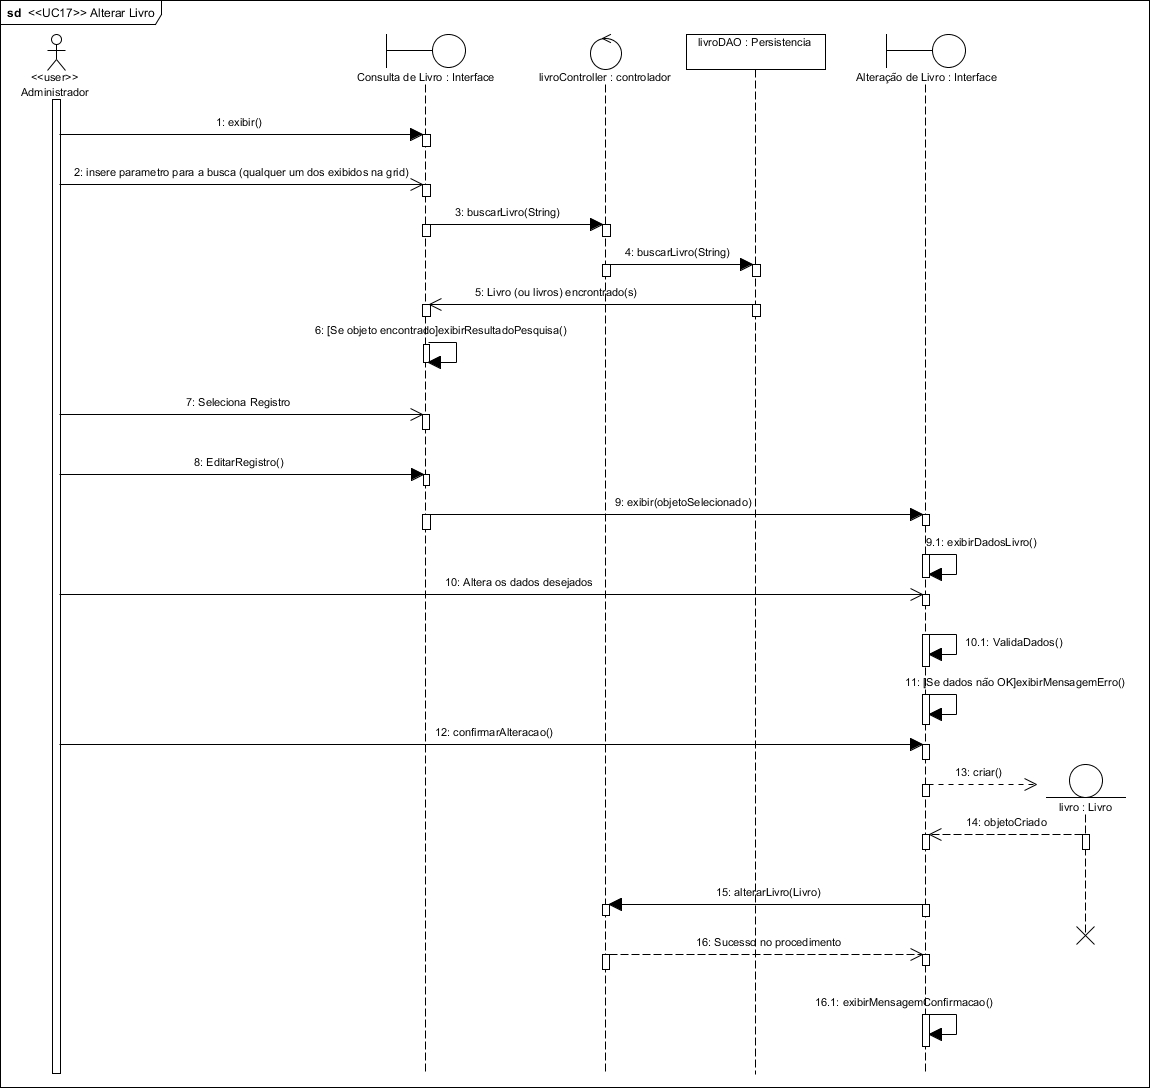 sd <<UC17>> Alterar Livro
<<user>>
Administrador
Consulta de Livro : Interface
livroController : controlador
livroDAO : Persistencia
Alteração de Livro : Interface
1: exibir()
2: insere parametro para a busca (qualquer um dos exibidos na grid)
3: buscarLivro(String)
4: buscarLivro(String)
5: Livro (ou livros) encrontrado(s)
6: [Se objeto encontrado]exibirResultadoPesquisa()
7: Seleciona Registro
8: EditarRegistro()
9: exibir(objetoSelecionado)
9.1: exibirDadosLivro()
10: Altera os dados desejados
10.1: ValidaDados()
11: [Se dados não OK]exibirMensagemErro()
12: confirmarAlteracao()
13: criar()
livro : Livro
14: objetoCriado
15: alterarLivro(Livro)
16: Sucesso no procedimento
16.1: exibirMensagemConfirmacao()